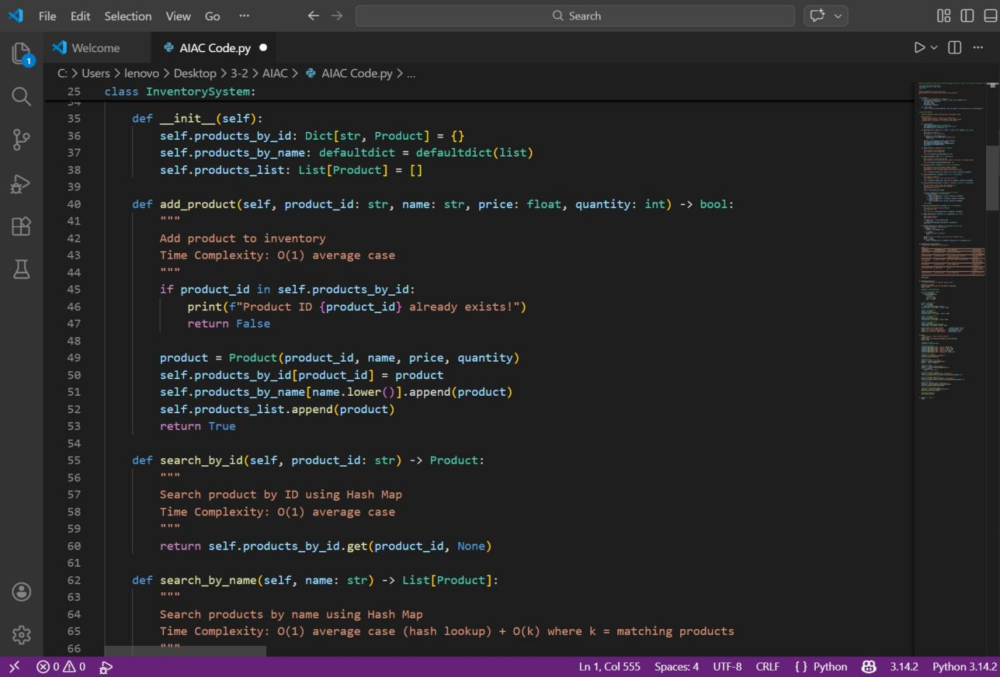 File Edit Selection View Go ··· Search
Welcome AIAC Code.py
C: > Users > lenovo > Desktop > 3-2 > AIAC > AIAC Code.py > ...
25 class InventorySystem:
34
35 def __init__(self):
36 self.products_by_id: Dict[str, Product] = {}
37 self.products_by_name: defaultdict = defaultdict(list)
38 self.products_list: List[Product] = []
39
40 def add_product(self, product_id: str, name: str, price: float, quantity: int) -> bool:
41 """
42 Add product to inventory
43 Time Complexity: O(1) average case
44 """
45 if product_id in self.products_by_id:
46 print(f"Product ID {product_id} already exists!")
47 return False
48
49 product = Product(product_id, name, price, quantity)
50 self.products_by_id[product_id] = product
51 self.products_by_name[name.lower()].append(product)
52 self.products_list.append(product)
53 return True
54
55 def search_by_id(self, product_id: str) -> Product:
56 """
57 Search product by ID using Hash Map
58 Time Complexity: O(1) average case
59 """
60 return self.products_by_id.get(product_id, None)
61
62 def search_by_name(self, name: str) -> List[Product]:
63 """
64 Search products by name using Hash Map
65 Time Complexity: O(1) average case (hash lookup) + O(k) where k = matching products
66 """
1
0 0 Ln 1, Col 555 Spaces: 4 UTF-8 CRLF { } Python 3.14.2 Python 3.14.2